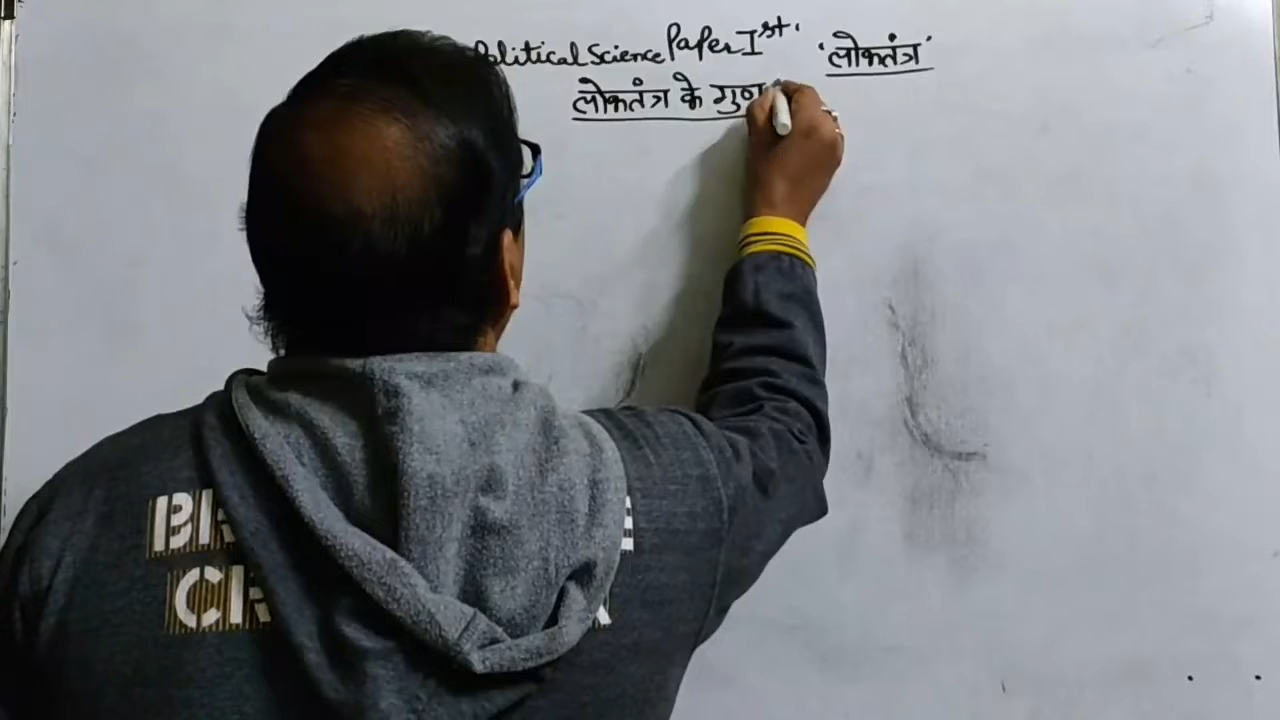 Political Science Paper Ist. 'लोकतंत्र'
लोकतंत्र के गुण